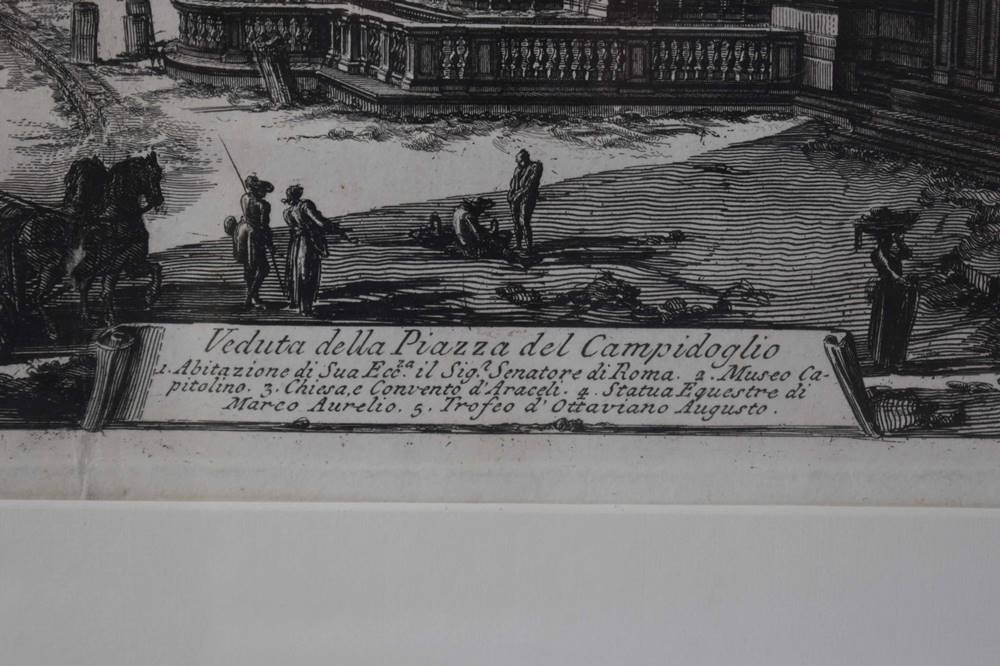 Veduta della Piazza del Campidoglio
1. Abitazione di Sua Ecc.za il Sig.r Senatore di Roma. 2. Museo Ca-
pitolino. 3. Chiesa, e Convento d'Araceli. 4. Statua Equestre di
Marco Aurelio. 5. Trofeo d'Ottaviano Augusto.